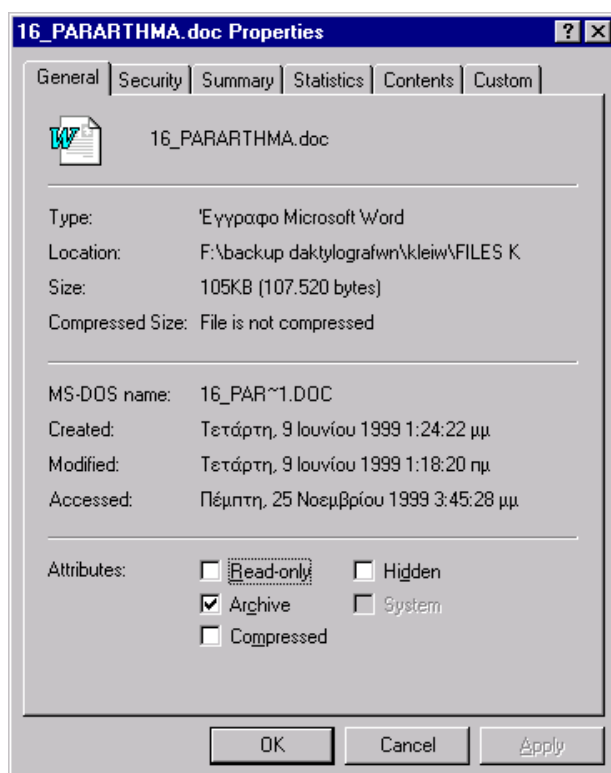 16_PARARTHMA.doc Properties
General Security Summary Statistics Contents Custom
16_PARARTHMA.doc
Type: Έγγραφο Microsoft Word
Location: F:\backup daktylografwn\kleiw\FILES K
Size: 105KB (107.520 bytes)
Compressed Size: File is not compressed
MS-DOS name: 16_PAR~1.DOC
Created: Τετάρτη, 9 Ιουνίου 1999 1:24:22 μμ
Modified: Τετάρτη, 9 Ιουνίου 1999 1:18:20 πμ
Accessed: Πέμπτη, 25 Νοεμβρίου 1999 3:45:28 μμ
Attributes: Read-only Hidden
Archive System
Compressed
OK Cancel Apply